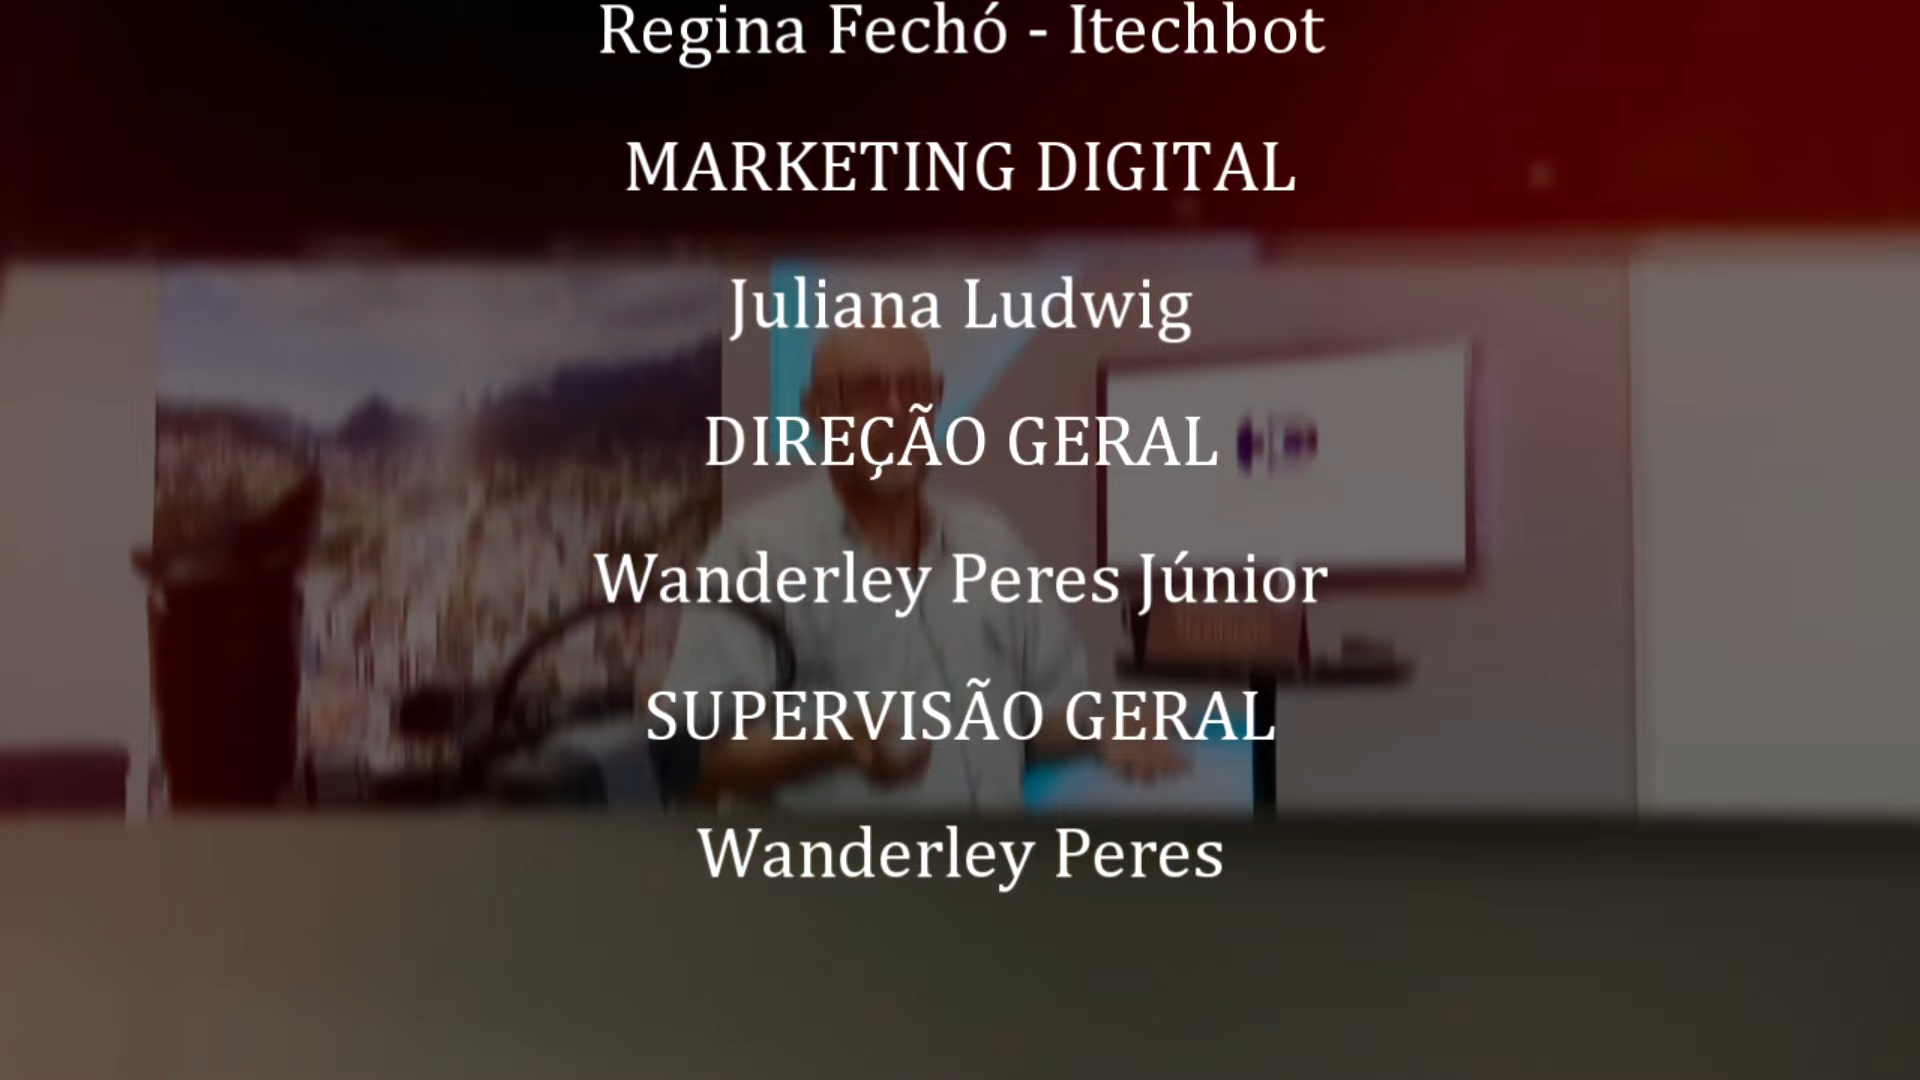 Regina Fechó - Itechbot
MARKETING DIGITAL
Juliana Ludwig
DIREÇÃO GERAL
Wanderley Peres Júnior
SUPERVISÃO GERAL
Wanderley Peres